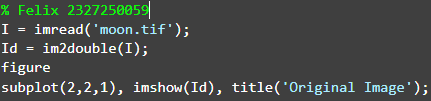 % Felix 2327250059
I = imread('moon.tif');
Id = im2double(I);
figure
subplot(2,2,1), imshow(Id), title('Original Image');